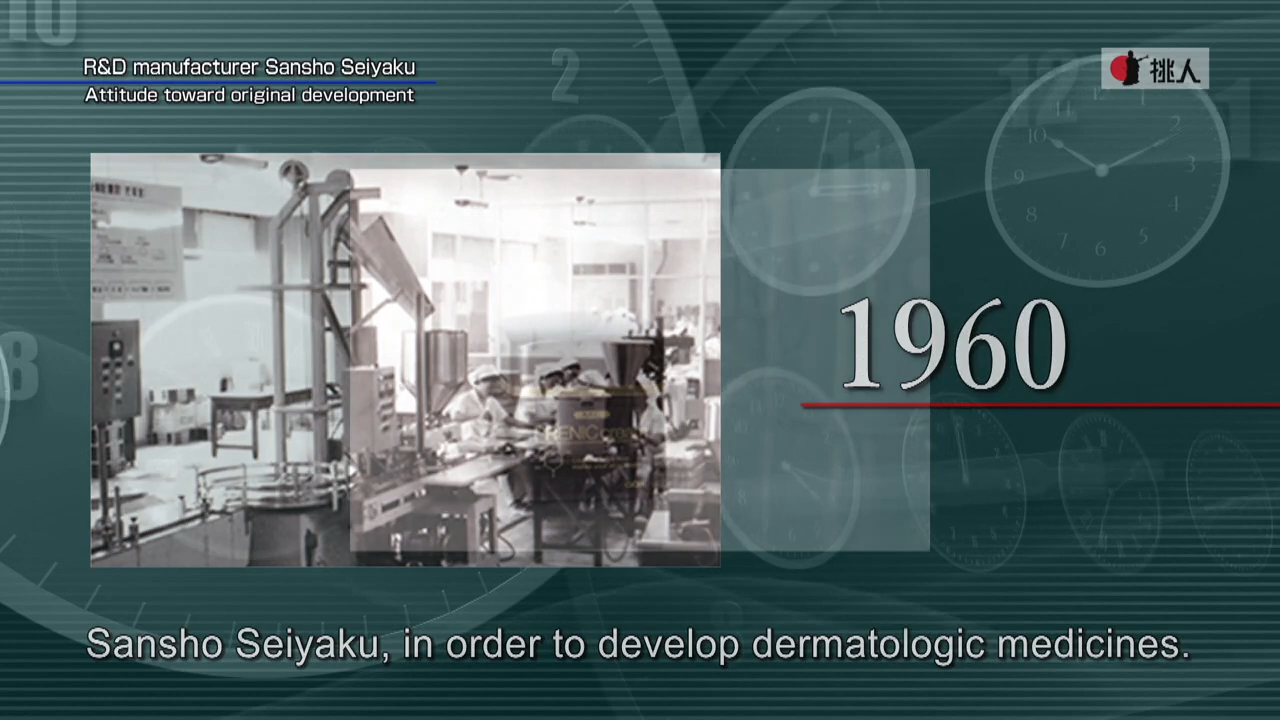 R&D manufacturer Sansho Seiyaku
Attitude toward original development
挑人
1960
Sansho Seiyaku, in order to develop dermatologic medicines.